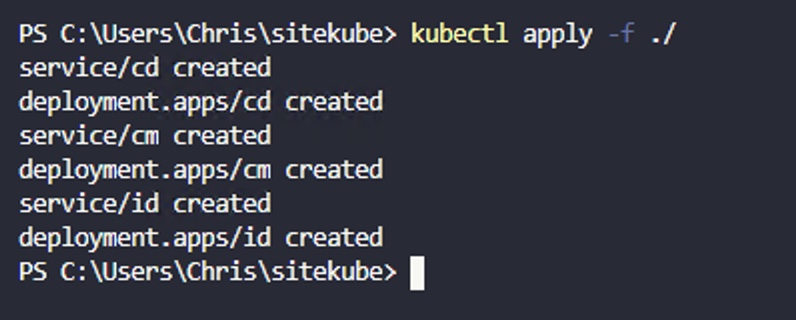 PS C:\Users\Chris\sitekube> kubectl apply -f ./
service/cd created
deployment.apps/cd created
service/cm created
deployment.apps/cm created
service/id created
deployment.apps/id created
PS C:\Users\Chris\sitekube>